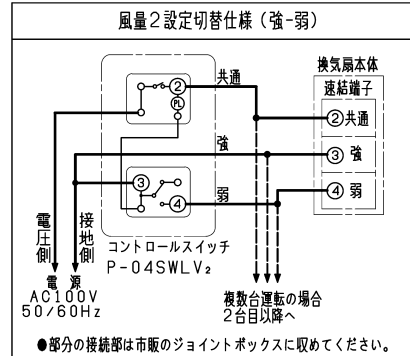 風量2設定切替仕様(強-弱)
共通
換気扇本体
速結端子
②
PL
②共通
強
③ 強
③
弱
④ 弱
④
電圧側
接地側
コントロールスイッチ
P-04SWLV₂
電 源
AC100V
50/60Hz
複数台運転の場合
2台目以降へ
●部分の接続部は市販のジョイントボックスに収めてください。